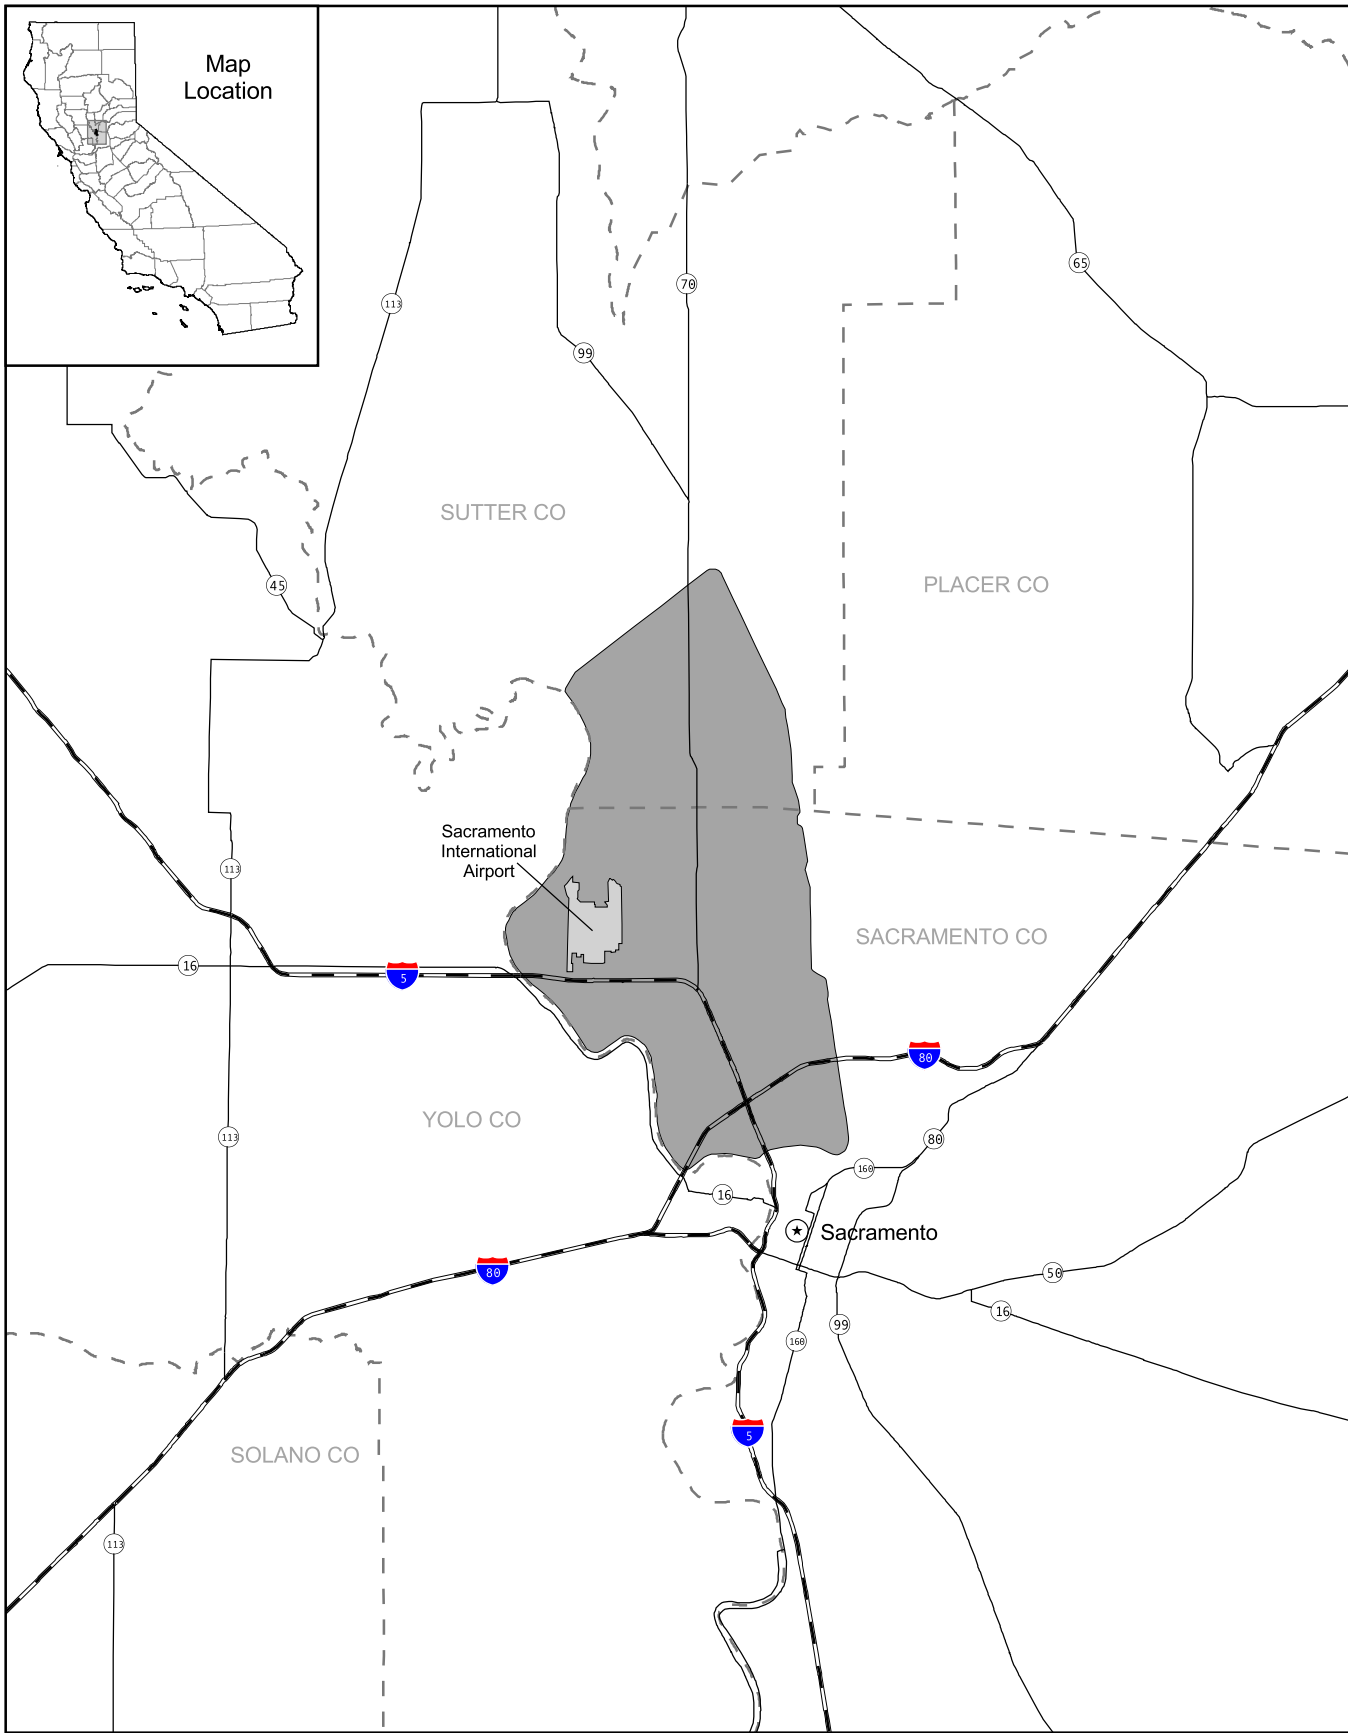 Map
Location
65
70
113
99
SUTTER CO
45
PLACER CO
Sacramento
International
Airport
113
SACRAMENTO CO
16
5
80
YOLO CO
113
80
160
16
Sacramento
80
50
16
99
160
5
SOLANO CO
113